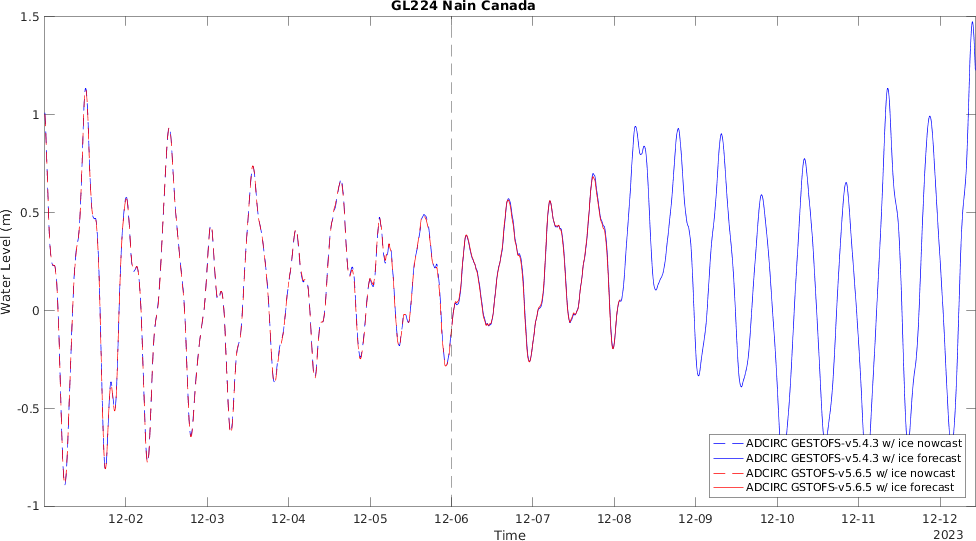 GL224 Nain Canada
1.5
1
0.5
0
-0.5
-1
Water Level (m)
12-02 12-03 12-04 12-05 12-06 12-07 12-08 12-09 12-10 12-11 12-12
Time
2023
ADCIRC GESTOFS-v5.4.3 w/ ice nowcast
ADCIRC GESTOFS-v5.4.3 w/ ice forecast
ADCIRC GSTOFS-v5.6.5 w/ ice nowcast
ADCIRC GSTOFS-v5.6.5 w/ ice forecast